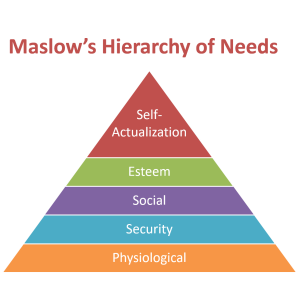 Maslow’s Hierarchy of Needs
Self-
Actualization
Esteem
Social
Security
Physiological